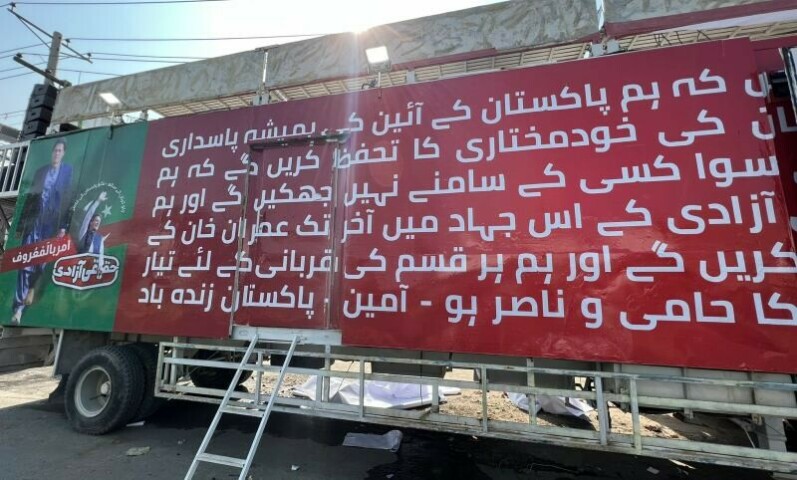 کہ ہم پاکستان کے آئین کی ہمیشہ پاسداری
کی خودمختاری کا تحفظ کریں گے کہ ہم
سوا کسی کے سامنے نہیں جھکیں گے اور ہم
آزادی کے اس جہاد میں آخر تک عمران خان کے
کریں گے اور ہم ہر قسم کی قربانی کے لئے تیار
کا حامی و ناصر ہو - آمین - پاکستان زندہ باد
امر بالمعروف
حقیقی آزادی